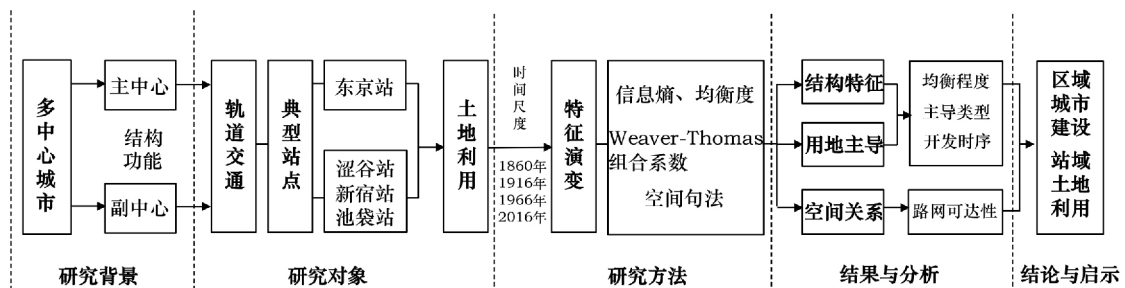 多中心城市
主中心
结构
功能
副中心
研究背景
轨道交通
典型站点
东京站
涩谷站
新宿站
池袋站
土地利用
研究对象
时间尺度
1860年
1916年
1966年
2016年
特征演变
信息熵、均衡度
Weaver-Thomas
组合系数
空间句法
研究方法
结构特征
用地主导
空间关系
均衡程度
主导类型
开发时序
路网可达性
结果与分析
区域
城市
建设
站域
土地
利用
结论与启示